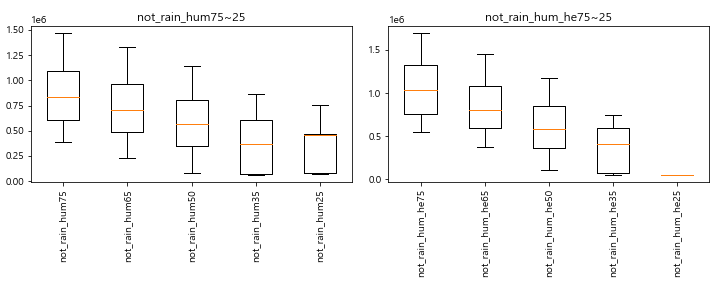 not_rain_hum75~25
1e6
1.50
1.25
1.00
0.75
0.50
0.25
0.00
not_rain_hum75
not_rain_hum65
not_rain_hum50
not_rain_hum35
not_rain_hum25
not_rain_hum_he75~25
1e6
1.5
1.0
0.5
0.0
not_rain_hum_he75
not_rain_hum_he65
not_rain_hum_he50
not_rain_hum_he35
not_rain_hum_he25